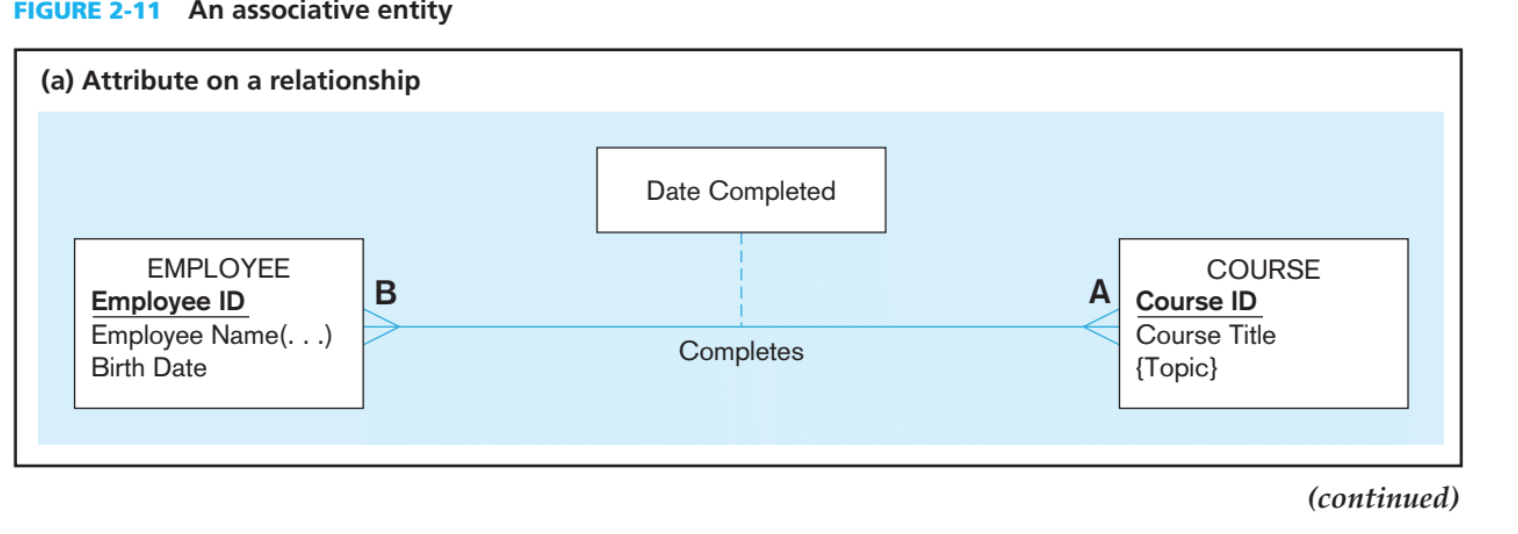 FIGURE 2-11 An associative entity
(a) Attribute on a relationship
Date Completed
EMPLOYEE
Employee ID
Employee Name(. . .)
Birth Date
B
Completes
A
COURSE
Course ID
Course Title
{Topic}
(continued)